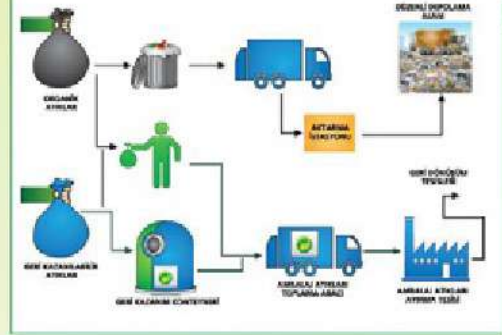 DÜZENLİ DEPOLAMA
SAHASI
ORGANİK
ATIKLAR
AKTARMA
İSTASYONU
GERİ DÖNÜŞÜM
TESİSLERİ
GERİ KAZANILABİLİR
ATIKLAR
GERİ KAZANIM KONTEYNERİ
AMBALAJ ATIKLARI
TOPLAMA ARACI
AMBALAJ ATIKLARI
AYIRMA TESİSİ